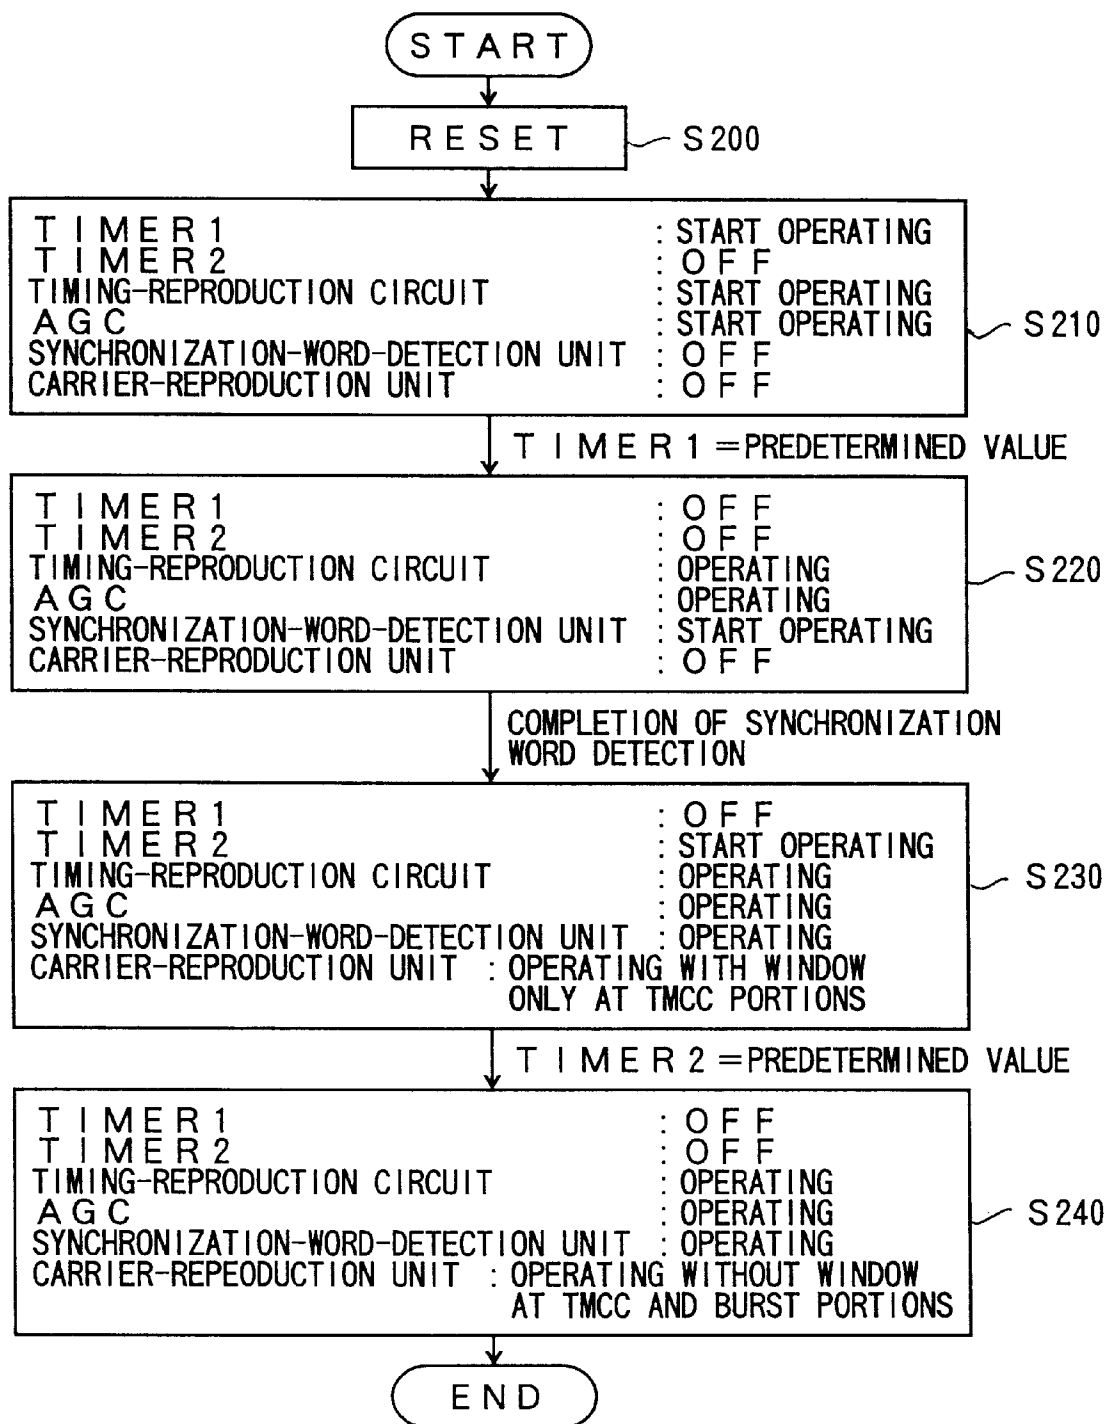 START
RESET
S200
TIMER1 : START OPERATING
TIMER2 : OFF
TIMING-REPRODUCTION CIRCUIT : START OPERATING
AGC : START OPERATING
SYNCHRONIZATION-WORD-DETECTION UNIT : OFF
CARRIER-REPRODUCTION UNIT : OFF
S210
TIMER1=PREDETERMINED VALUE
TIMER1 : OFF
TIMER2 : OFF
TIMING-REPRODUCTION CIRCUIT : OPERATING
AGC : OPERATING
SYNCHRONIZATION-WORD-DETECTION UNIT : START OPERATING
CARRIER-REPRODUCTION UNIT : OFF
S220
COMPLETION OF SYNCHRONIZATION
WORD DETECTION
TIMER1 : OFF
TIMER2 : START OPERATING
TIMING-REPRODUCTION CIRCUIT : OPERATING
AGC : OPERATING
SYNCHRONIZATION-WORD-DETECTION UNIT : OPERATING
CARRIER-REPRODUCTION UNIT : OPERATING WITH WINDOW
ONLY AT TMCC PORTIONS
S230
TIMER2=PREDETERMINED VALUE
TIMER1 : OFF
TIMER2 : OFF
TIMING-REPRODUCTION CIRCUIT : OPERATING
AGC : OPERATING
SYNCHRONIZATION-WORD-DETECTION UNIT : OPERATING
CARRIER-REPEODUCTION UNIT : OPERATING WITHOUT WINDOW
AT TMCC AND BURST PORTIONS
S240
END